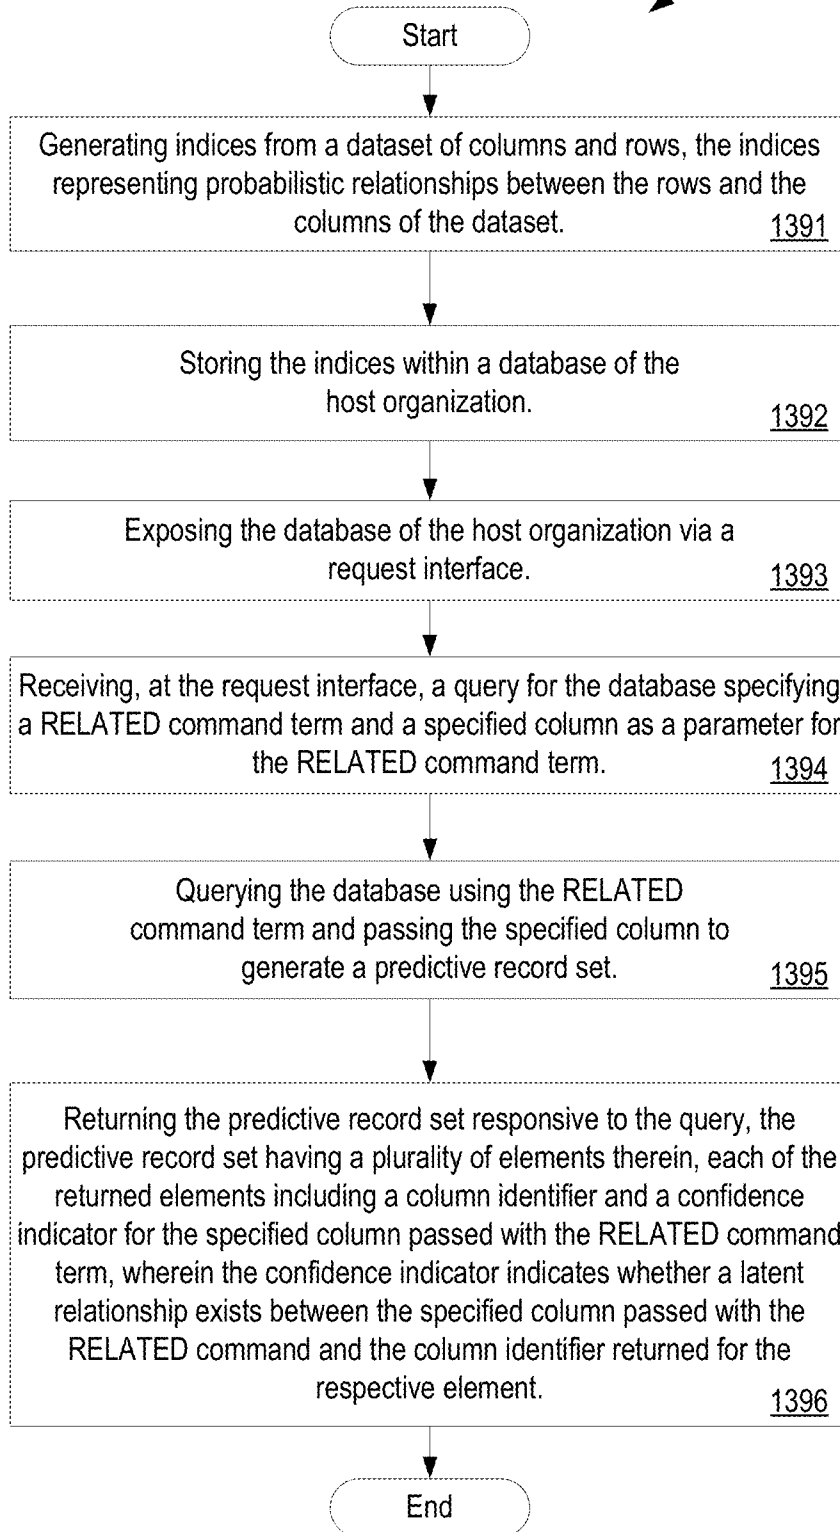 Start
Generating indices from a dataset of columns and rows, the indices
representing probabilistic relationships between the rows and the
columns of the dataset.
1391
Storing the indices within a database of the
host organization.
1392
Exposing the database of the host organization via a
request interface.
1393
Receiving, at the request interface, a query for the database specifying
a RELATED command term and a specified column as a parameter for
the RELATED command term.
1394
Querying the database using the RELATED
command term and passing the specified column to
generate a predictive record set.
1395
Returning the predictive record set responsive to the query, the
predictive record set having a plurality of elements therein, each of the
returned elements including a column identifier and a confidence
indicator for the specified column passed with the RELATED command
term, wherein the confidence indicator indicates whether a latent
relationship exists between the specified column passed with the
RELATED command and the column identifier returned for the
respective element.
1396
End